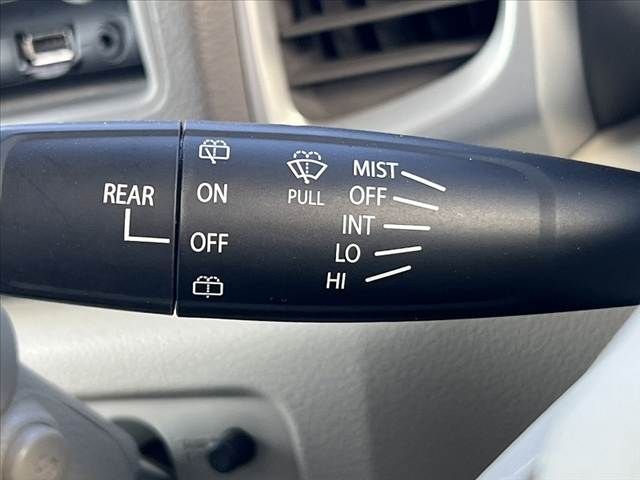 REAR
ON
OFF
PULL
MIST
OFF
INT
LO
HI